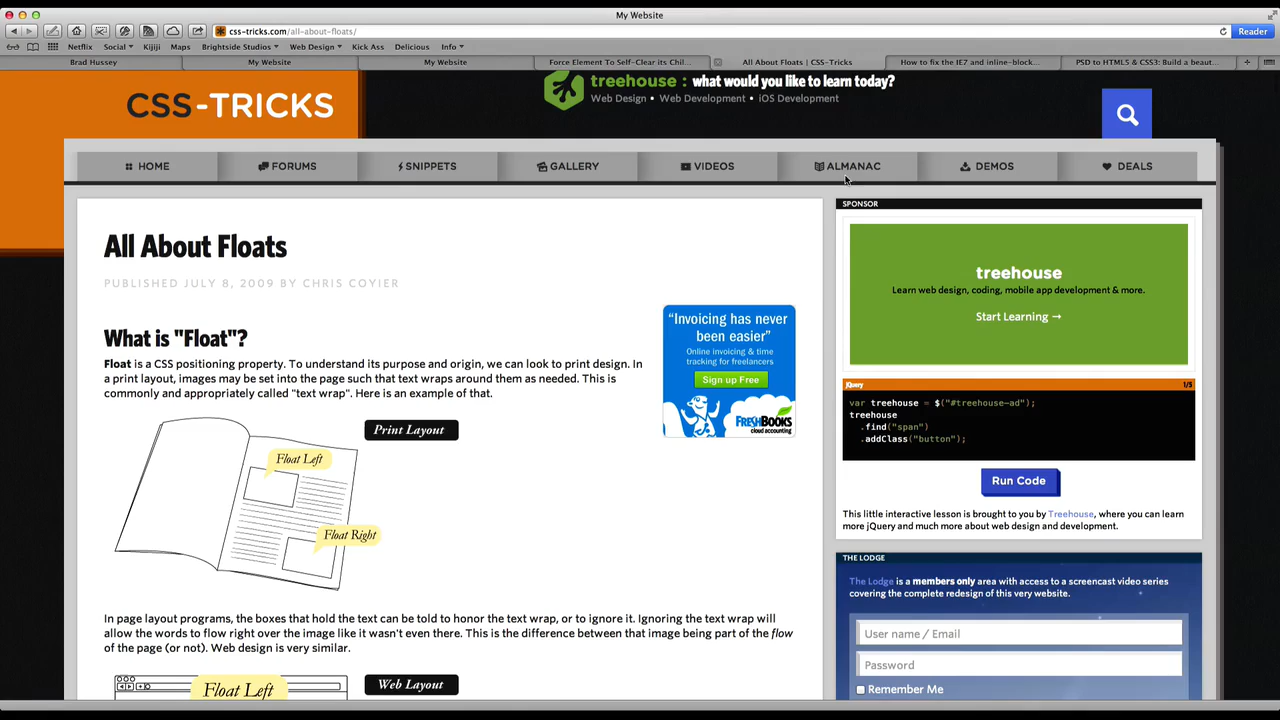 My Website
css-tricks.com/all-about-floats/
Reader
Netflix Social Kijiji Maps Brightside Studios Web Design Kick Ass Delicious Info
Brad Hussey
My Website
My Website
Force Element To Self-Clear its Chil...
All About Floats | CSS-Tricks
How to fix the IE7 and inline-block...
PSD to HTML5 & CSS3: Build a beaut...
CSS-TRICKS
treehouse : what would you like to learn today?
Web Design • Web Development • iOS Development
HOME FORUMS SNIPPETS GALLERY VIDEOS ALMANAC DEMOS DEALS
All About Floats
PUBLISHED JULY 8, 2009 BY CHRIS COYIER
What is "Float"?
Float is a CSS positioning property. To understand its purpose and origin, we can look to print design. In
a print layout, images may be set into the page such that text wraps around them as needed. This is
commonly and appropriately called "text wrap". Here is an example of that.
Print Layout
Float Left
Float Right
In page layout programs, the boxes that hold the text can be told to honor the text wrap, or to ignore it. Ignoring the text wrap will
allow the words to flow right over the image like it wasn't even there. This is the difference between that image being part of the flow
of the page (or not). Web design is very similar.
Float Left
Web Layout
“Invoicing has never
been easier”
Online invoicing & time
tracking for freelancers
Sign up Free
FRESHBOOKS
cloud accounting
SPONSOR
treehouse
Learn web design, coding, mobile app development & more.
Start Learning →
jQuery 1/5
var treehouse = $("#treehouse-ad");
treehouse
.find("span")
.addClass("button");
Run Code
This little interactive lesson is brought to you by Treehouse, where you can learn
more jQuery and much more about web design and development.
THE LODGE
The Lodge is a members only area with access to a screencast video series
covering the complete redesign of this very website.
User name / Email
Password
Remember Me